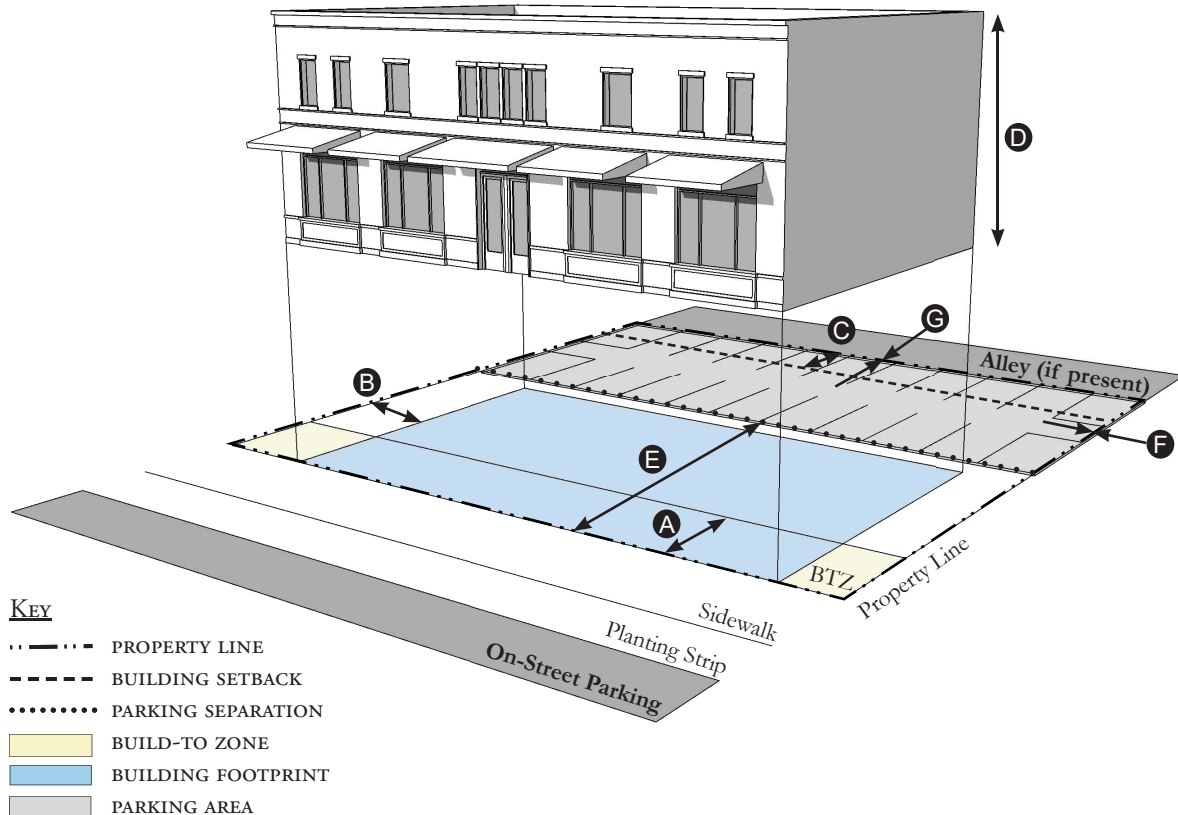 D
G
C
Alley (if present)
B
F
E
A
BTZ
Property Line
Sidewalk
Planting Strip
On-Street Parking
KEY
PROPERTY LINE
BUILDING SETBACK
PARKING SEPARATION
BUILD-TO ZONE
BUILDING FOOTPRINT
PARKING AREA